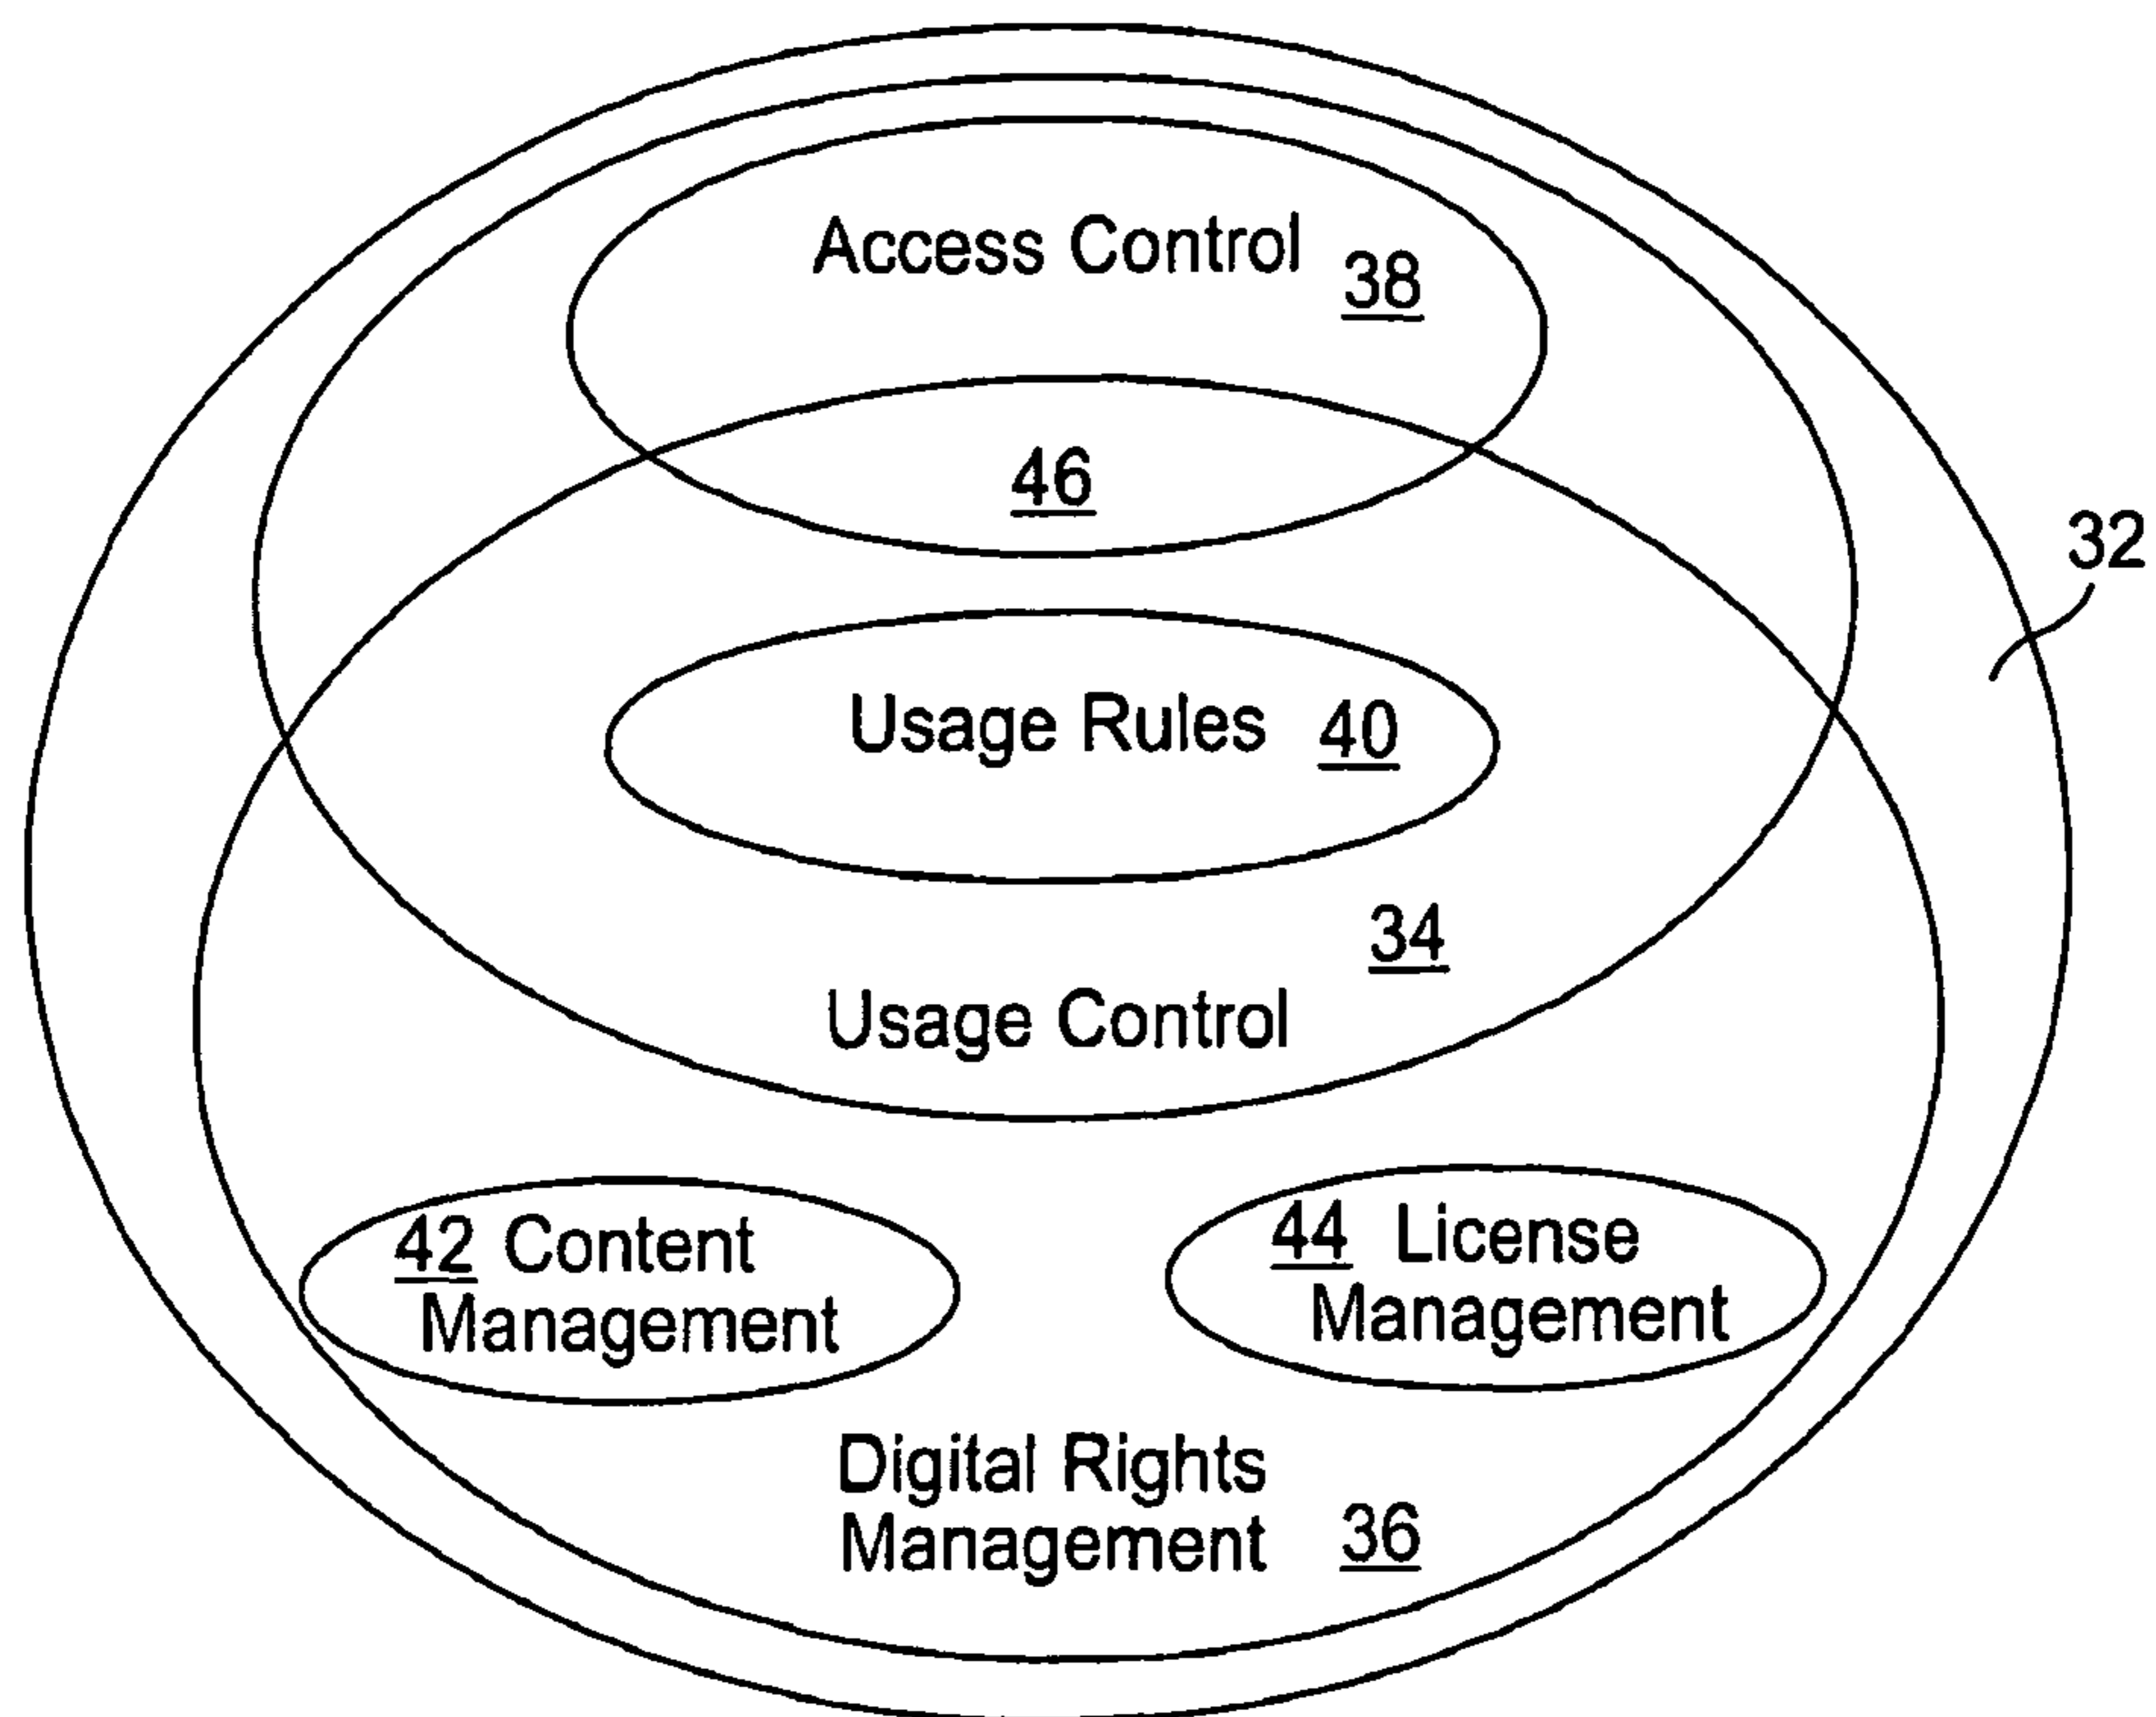 Access Control 38
46
32
Usage Rules 40
34
Usage Control
42 Content
Management
44 License
Management
Digital Rights
Management 36